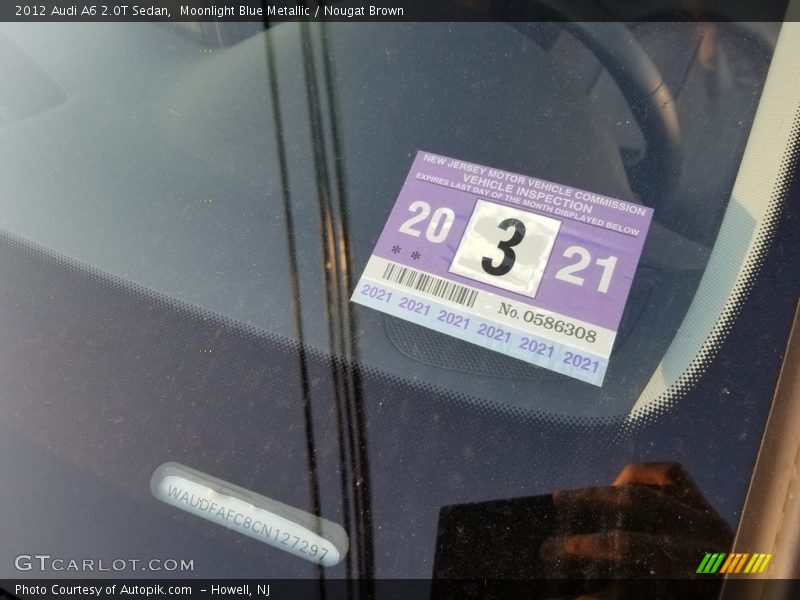 2012 Audi A6 2.0T Sedan,  Moonlight Blue Metallic / Nougat Brown
NEW JERSEY MOTOR VEHICLE COMMISSION
VEHICLE INSPECTION
EXPIRES LAST DAY OF THE MONTH DISPLAYED BELOW
20 3 21
* *
No. 0586308
2021 2021 2021 2021 2021 2021
WAUDFAFC8CN127297
GTCARLOT.COM
Photo Courtesy of Autopik.com  – Howell, NJ